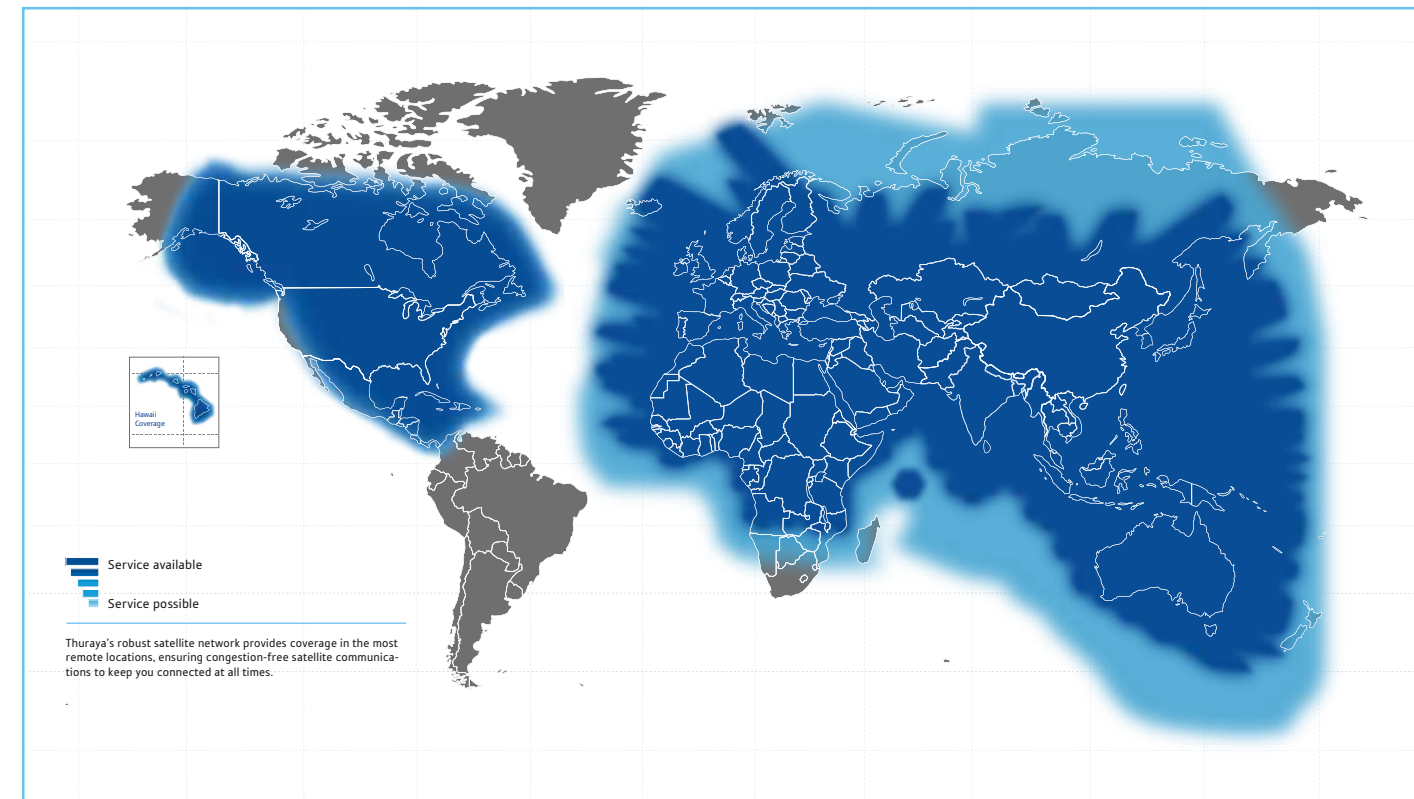 Hawaii
Coverage
Service available
Service possible
Thuraya's robust satellite network provides coverage in the most
remote locations, ensuring congestion-free satellite communica-
tions to keep you connected at all times.
.